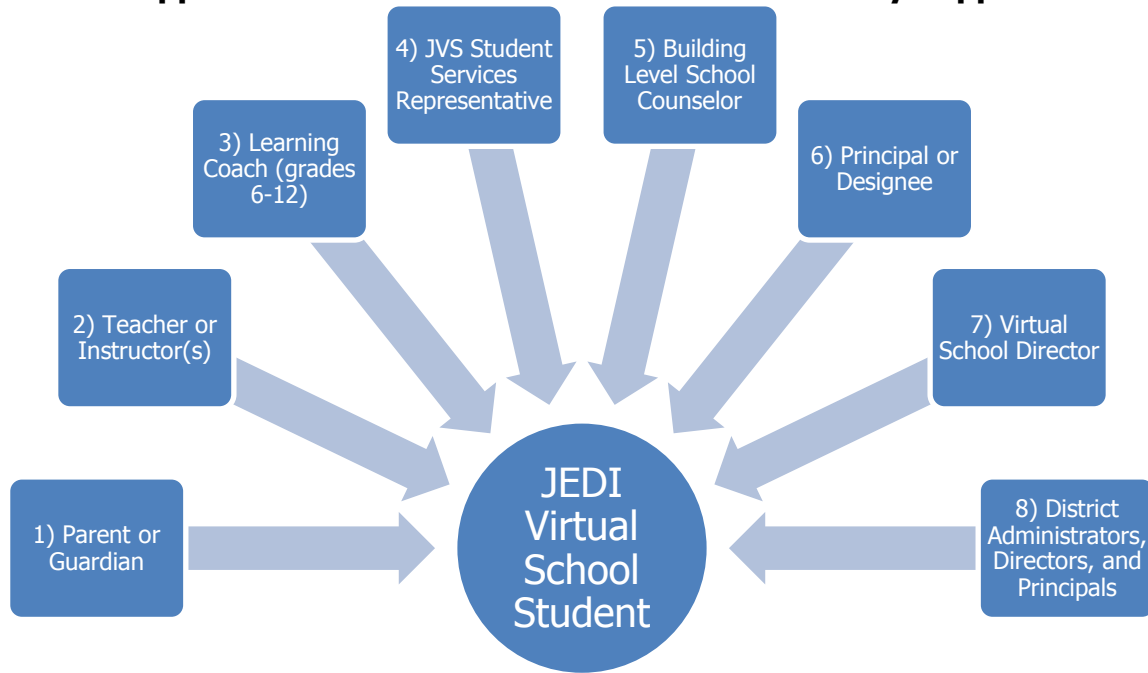 1) Parent or
Guardian
2) Teacher or
Instructor(s)
3) Learning
Coach (grades
6-12)
4) JVS Student
Services
Representative
5) Building
Level School
Counselor
6) Principal or
Designee
7) Virtual
School Director
8) District
Administrators,
Directors, and
Principals
JEDI
Virtual
School
Student